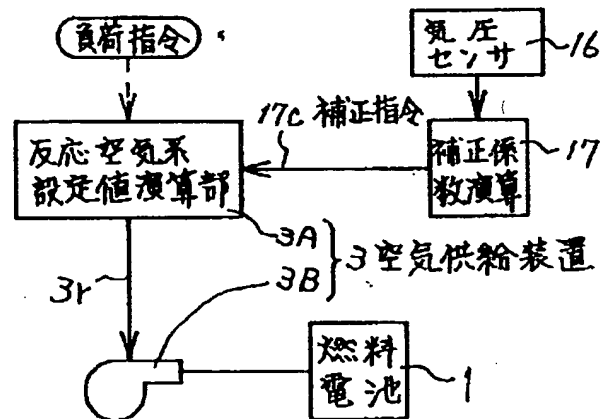 負荷指令
気圧
センサ
16
17c 補正指令
反応空気系
設定値演算部
補正係
数演算
17
3A
3B
3 空気供給装置
3r
燃料
電池
1